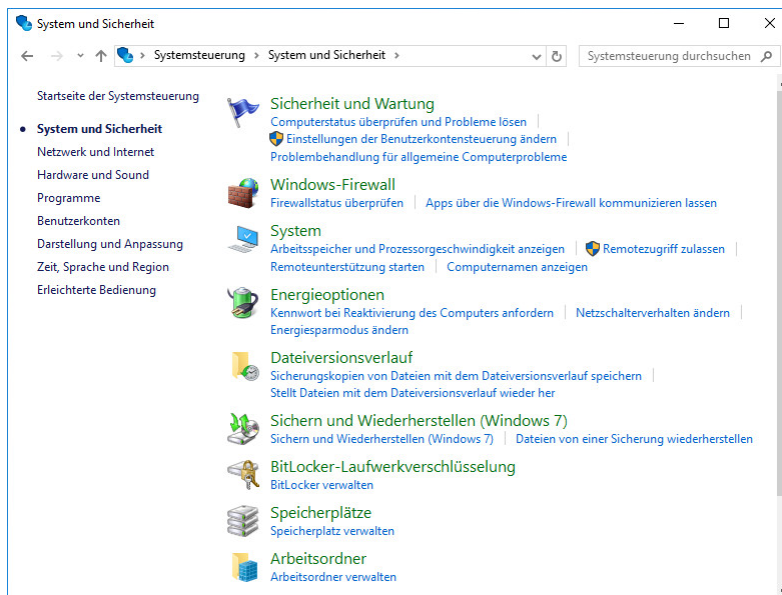 System und Sicherheit
Systemsteuerung > System und Sicherheit >
Systemsteuerung durchsuchen
Startseite der Systemsteuerung
System und Sicherheit
Netzwerk und Internet
Hardware und Sound
Programme
Benutzerkonten
Darstellung und Anpassung
Zeit, Sprache und Region
Erleichterte Bedienung
Sicherheit und Wartung
Computerstatus überprüfen und Probleme lösen
Einstellungen der Benutzerkontensteuerung ändern
Problembehandlung für allgemeine Computerprobleme
Windows-Firewall
Firewallstatus überprüfen | Apps über die Windows-Firewall kommunizieren lassen
System
Arbeitsspeicher und Prozessorgeschwindigkeit anzeigen | Remotezugriff zulassen
Remoteunterstützung starten | Computernamen anzeigen
Energieoptionen
Kennwort bei Reaktivierung des Computers anfordern | Netzschalterverhalten ändern
Energiesparmodus ändern
Dateiversionsverlauf
Sicherungskopien von Dateien mit dem Dateiversionsverlauf speichern
Stellt Dateien mit dem Dateiversionsverlauf wieder her
Sichern und Wiederherstellen (Windows 7)
Sichern und Wiederherstellen (Windows 7) | Dateien von einer Sicherung wiederherstellen
BitLocker-Laufwerkverschlüsselung
BitLocker verwalten
Speicherplätze
Speicherplatz verwalten
Arbeitsordner
Arbeitsordner verwalten